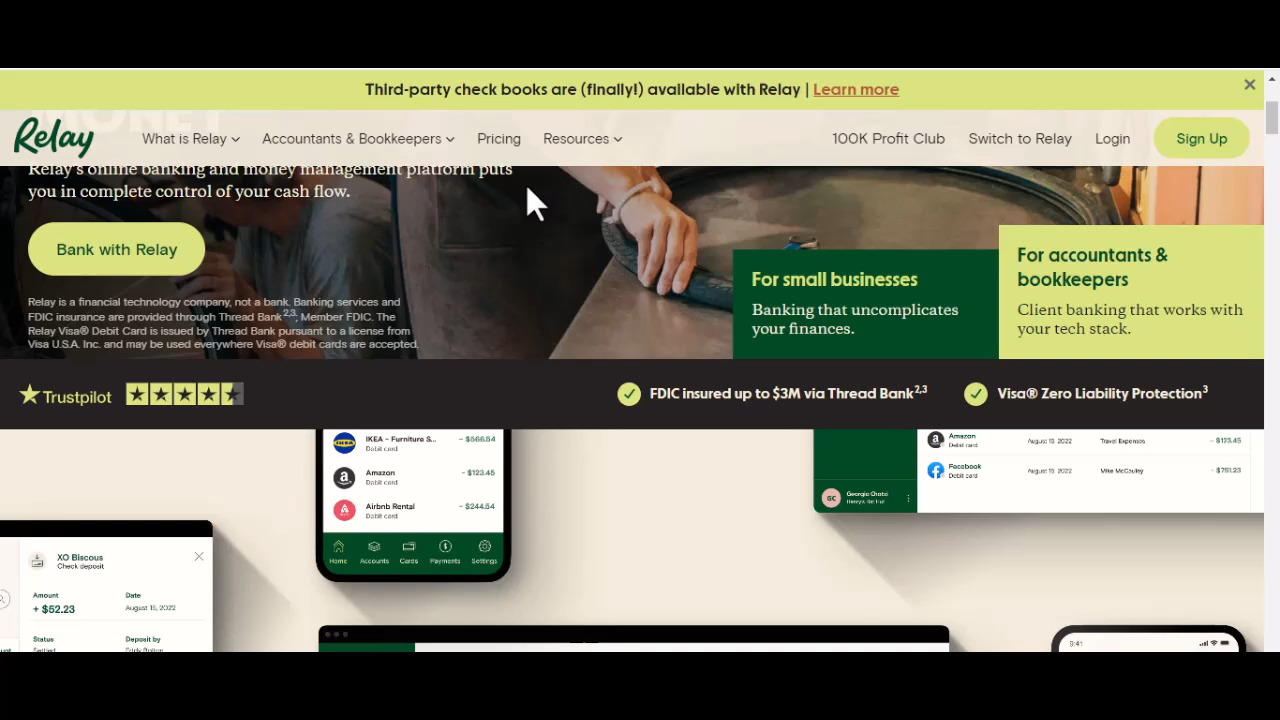 Third-party check books are (finally!) available with Relay | Learn more
MONEY
Relay
What is Relay
Accountants & Bookkeepers
Pricing
Resources
100K Profit Club
Switch to Relay
Login
Sign Up
Relay's online banking and money management platform puts
you in complete control of your cash flow.
Bank with Relay
Relay is a financial technology company, not a bank. Banking services and
FDIC insurance are provided through Thread Bank2,3, Member FDIC. The
Relay Visa® Debit Card is issued by Thread Bank pursuant to a license from
Visa U.S.A. Inc. and may be used everywhere Visa® debit cards are accepted.
For small businesses
Banking that uncomplicates
your finances.
For accountants &
bookkeepers
Client banking that works with
your tech stack.
Trustpilot
FDIC insured up to $3M via Thread Bank2,3
Visa® Zero Liability Protection3
IKEA - Furniture S... - $566.54
Debit card
Amazon - $123.45
Debit card
Airbnb Rental - $244.54
Debit card
Home Accounts Cards Payments Settings
Amazon August 15, 2022 Travel Expenses - $123.45
Debit card
Facebook August 15, 2022 Mike McCauley - $751.23
Debit card
GC
XO Biscous
Check deposit
Amount Date
+ $52.23 August 15, 2022
Status Deposit by
9:41